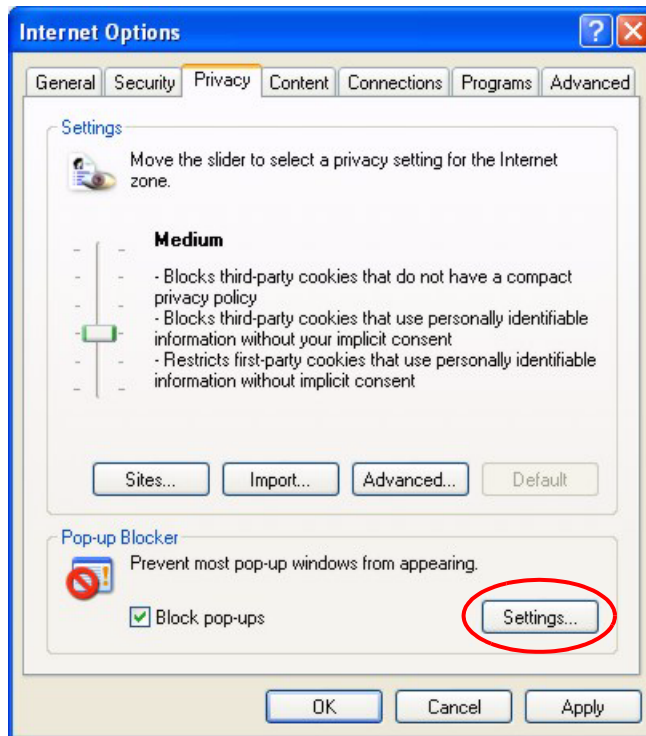 Internet Options
?
X
General Security Privacy Content Connections Programs Advanced
Settings
Move the slider to select a privacy setting for the Internet
zone.
Medium
- Blocks third-party cookies that do not have a compact
privacy policy
- Blocks third-party cookies that use personally identifiable
information without your implicit consent
- Restricts first-party cookies that use personally identifiable
information without implicit consent
Sites... Import... Advanced... Default
Pop-up Blocker
Prevent most pop-up windows from appearing.
Block pop-ups Settings...
OK Cancel Apply